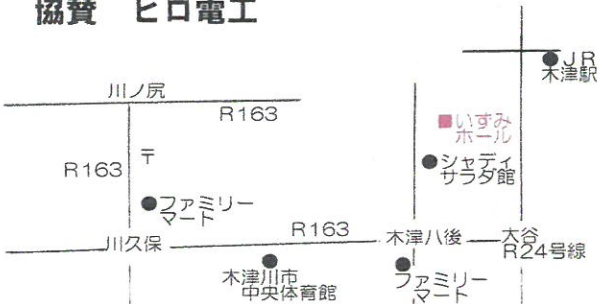 協賛 ヒロ電工
JR
木津駅
川ノ尻
R163
いずみ
ホール
R163
〒
シャディ
サラダ館
ファミリー
マート
川久保
R163
木津八後
大谷
R24号線
木津川市
中央体育館
ファミリー
マート